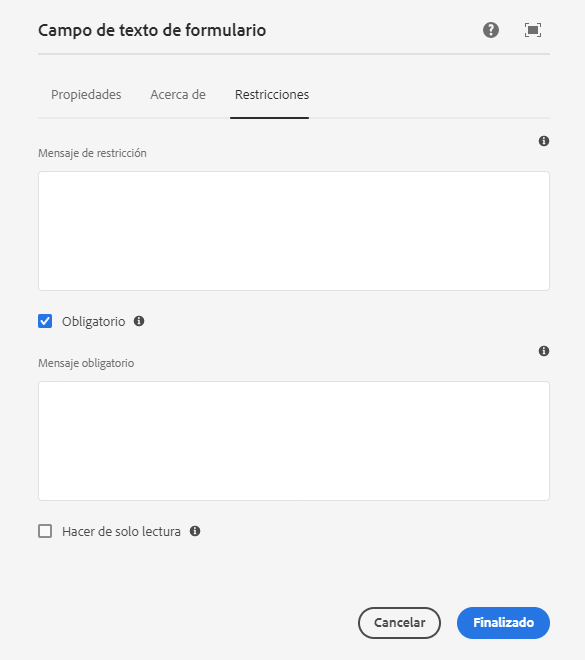 Campo de texto de formulario
Propiedades Acerca de Restricciones
Mensaje de restricción
Obligatorio
Mensaje obligatorio
Hacer de solo lectura
Cancelar Finalizado